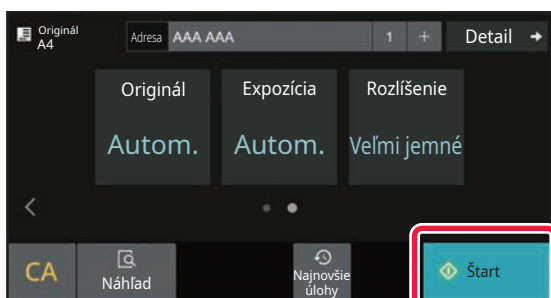 Originál
A4
Adresa AAA AAA 1 + Detail
Originál Expozícia Rozlíšenie
Autom. Autom. Veľmi jemné
CA Náhľad Najnovšie úlohy Štart